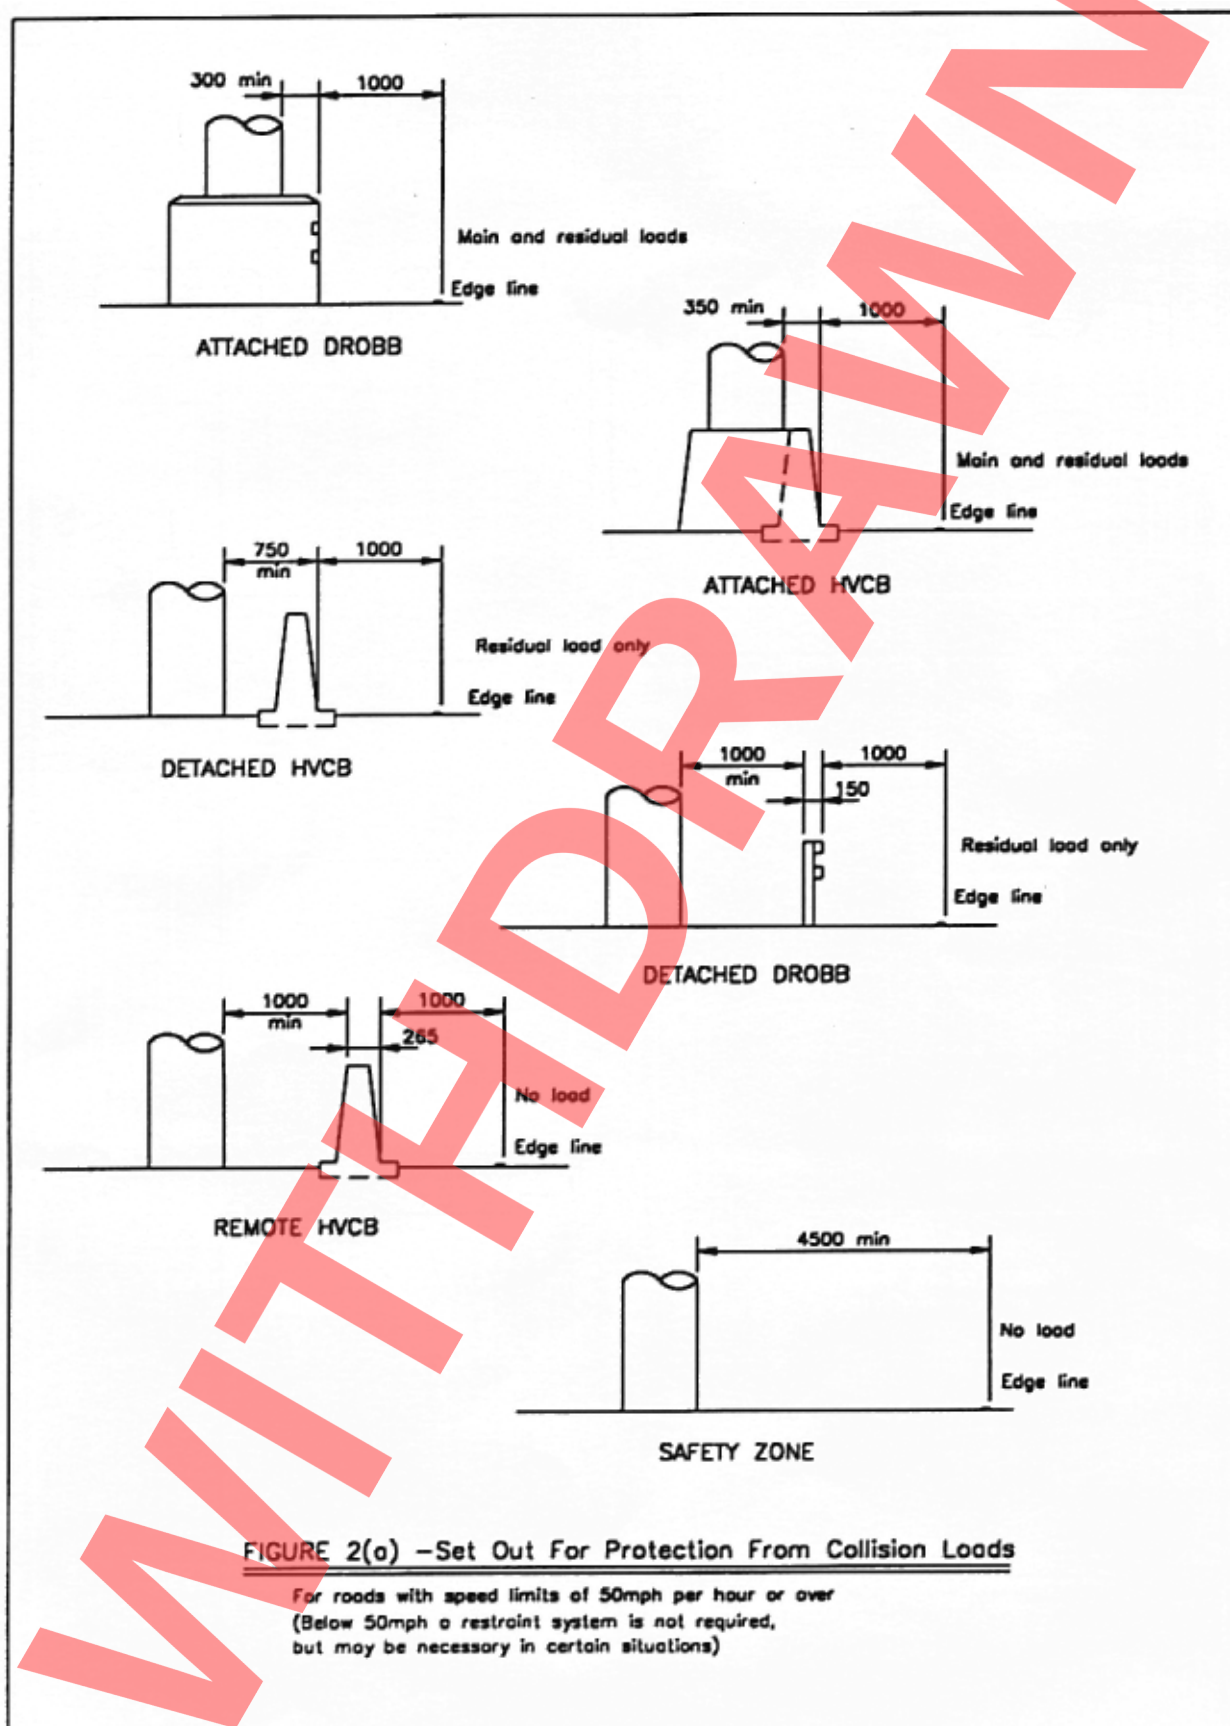 300 min
1000
Main and residual loads
Edge line
ATTACHED DROBB
350 min
1000
Main and residual loads
Edge line
ATTACHED HVCB
750
min
1000
Residual load only
Edge line
DETACHED HVCB
1000
min
1000
150
Residual load only
Edge line
DETACHED DROBB
1000
min
1000
265
No load
Edge line
REMOTE HVCB
4500 min
No load
Edge line
SAFETY ZONE
FIGURE 2(a) -Set Out For Protection From Collision Loads
For roads with speed limits of 50mph per hour or over
(Below 50mph a restraint system is not required,
but may be necessary in certain situations)
WITHDRAWN